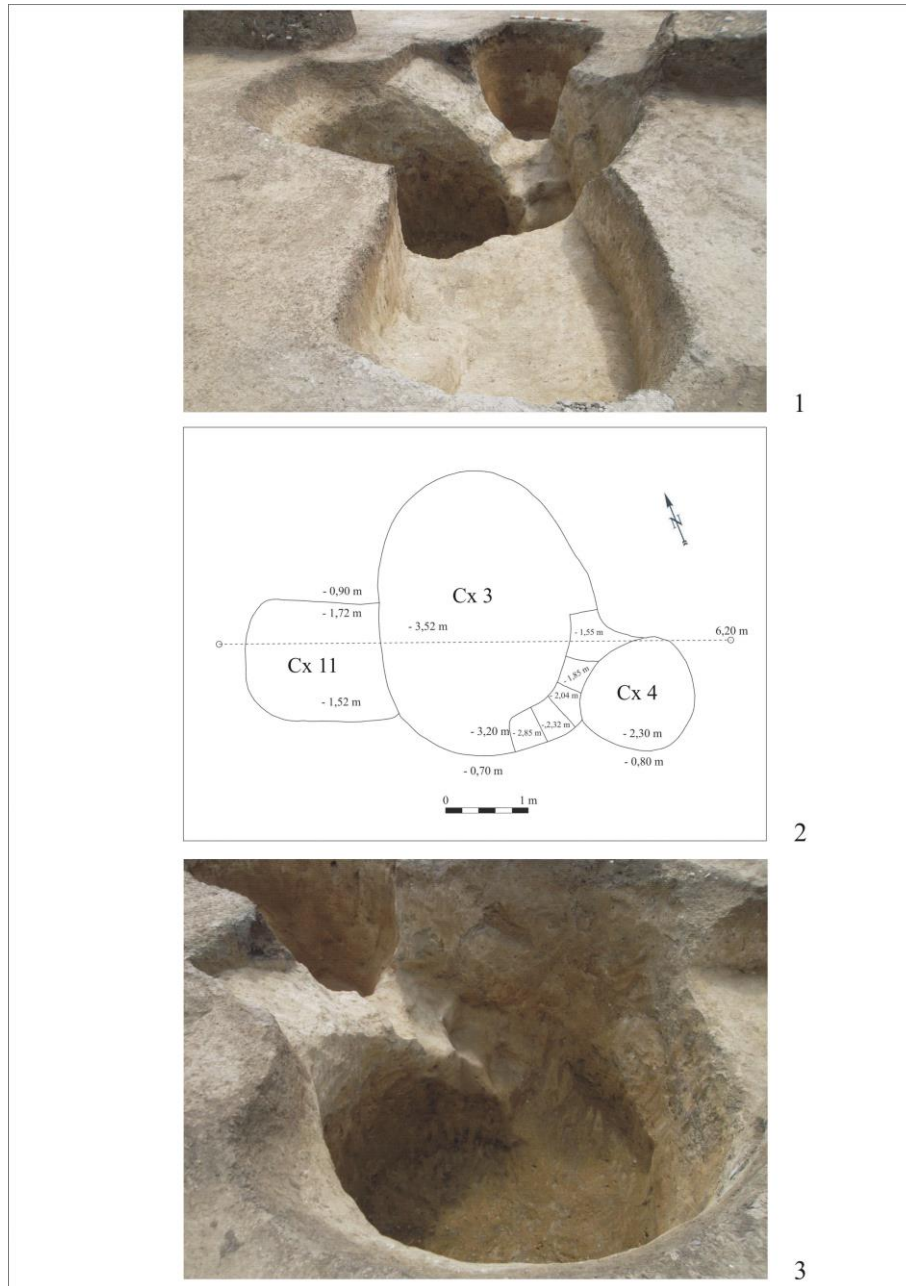 1
N
- 0,90 m
- 1,72 m
Cx 3
- 3,52 m
- 1,55 m
6,20 m
Cx 11
- 1,85 m
Cx 4
- 2,04 m
- 1,52 m
- 3,20 m
- 2,85 m
-,2,32 m
- 2,30 m
- 0,80 m
- 0,70 m
0
1 m
2
3